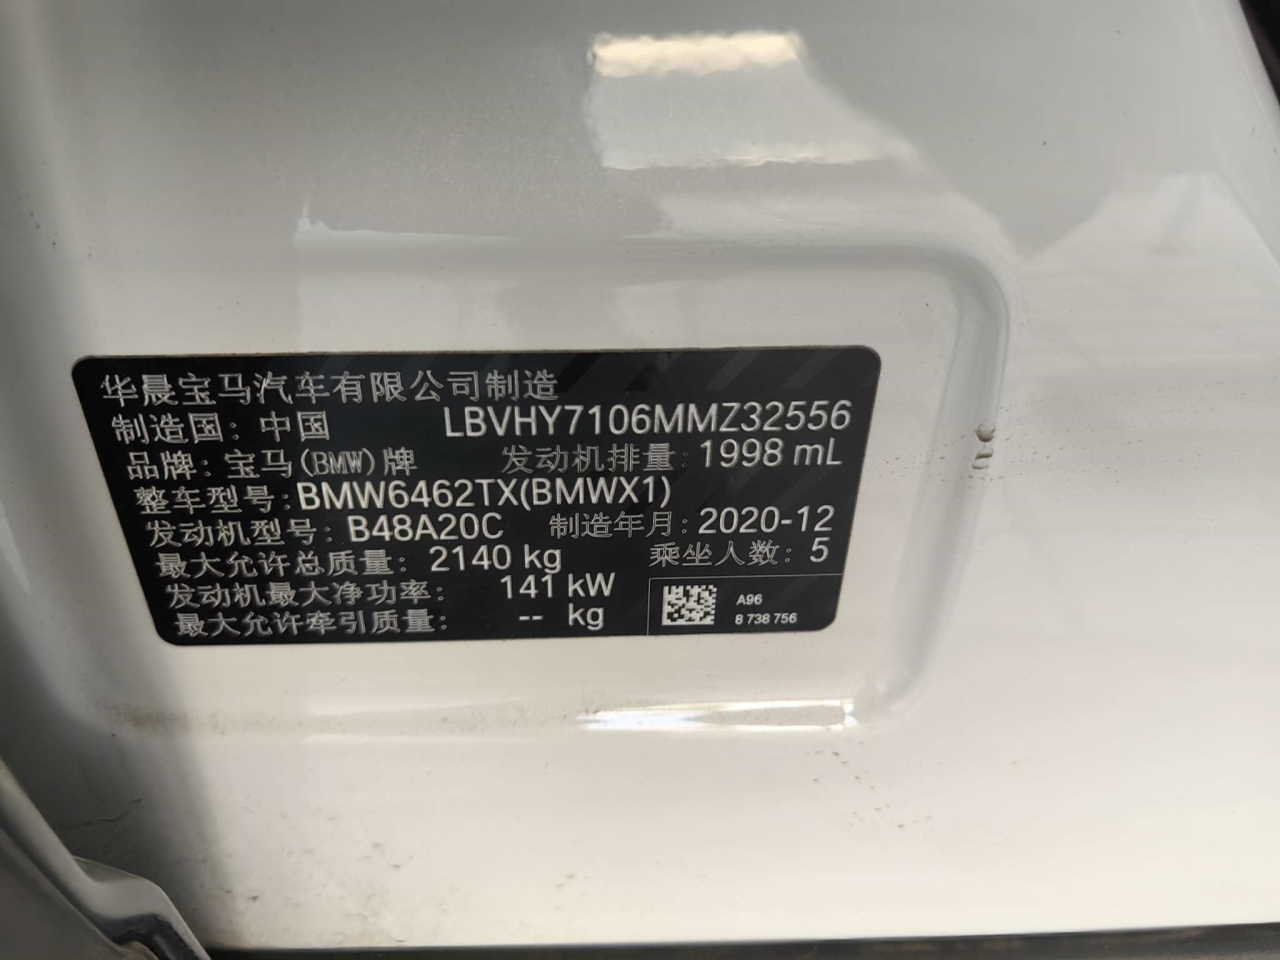 华晨宝马汽车有限公司制造
制造国：中国 LBVHY7106MMZ32556
品牌：宝马(BMW)牌 发动机排量：1998 mL
整车型号：BMW6462TX(BMWX1)
发动机型号：B48A20C 制造年月：2020-12
最大允许总质量：2140 kg 乘坐人数：5
发动机最大净功率：141 kW
最大允许牵引质量：-- kg
A96
8 738 756